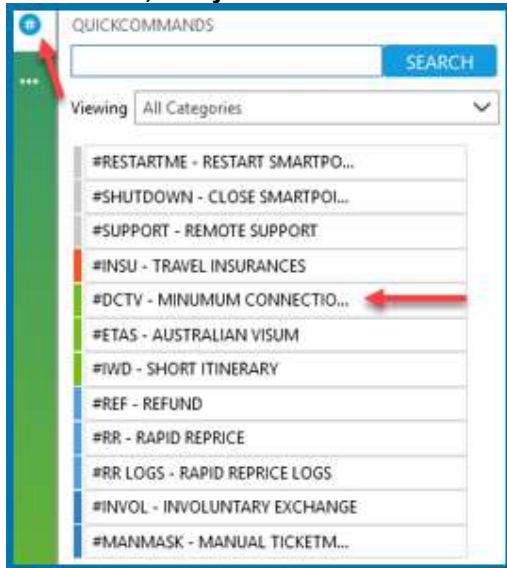 #
QUICKCOMMANDS
SEARCH
...
Viewing All Categories
#RESTARTME - RESTART SMARTPO...
#SHUTDOWN - CLOSE SMARTPOI...
#SUPPORT - REMOTE SUPPORT
#INSU - TRAVEL INSURANCES
#DCTV - MINUMUM CONNECTIO...
#ETAS - AUSTRALIAN VISUM
#IWD - SHORT ITINERARY
#REF - REFUND
#RR - RAPID REPRICE
#RR LOGS - RAPID REPRICE LOGS
#INVOL - INVOLUNTARY EXCHANGE
#MANMASK - MANUAL TICKETM...